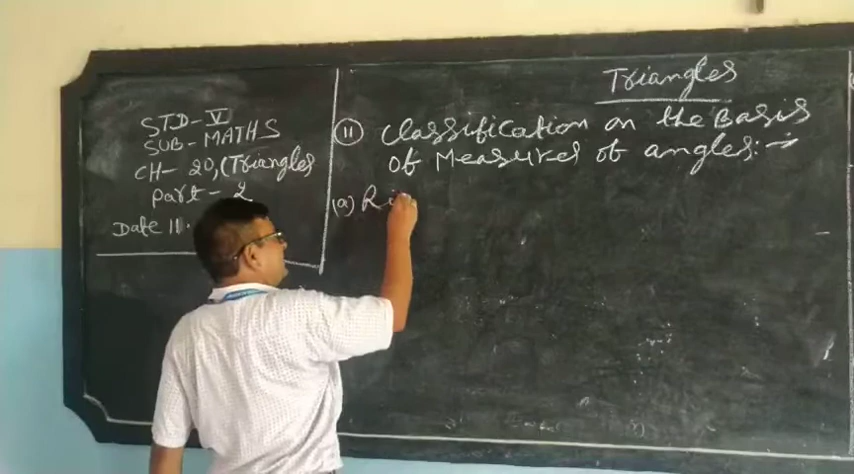 STD - V
SUB - MATHS
CH - 20, (Triangles
Part - 2
Date 11.
Triangles
(II) Classification on the Basis
of Measures of angles:-
(a) Ri